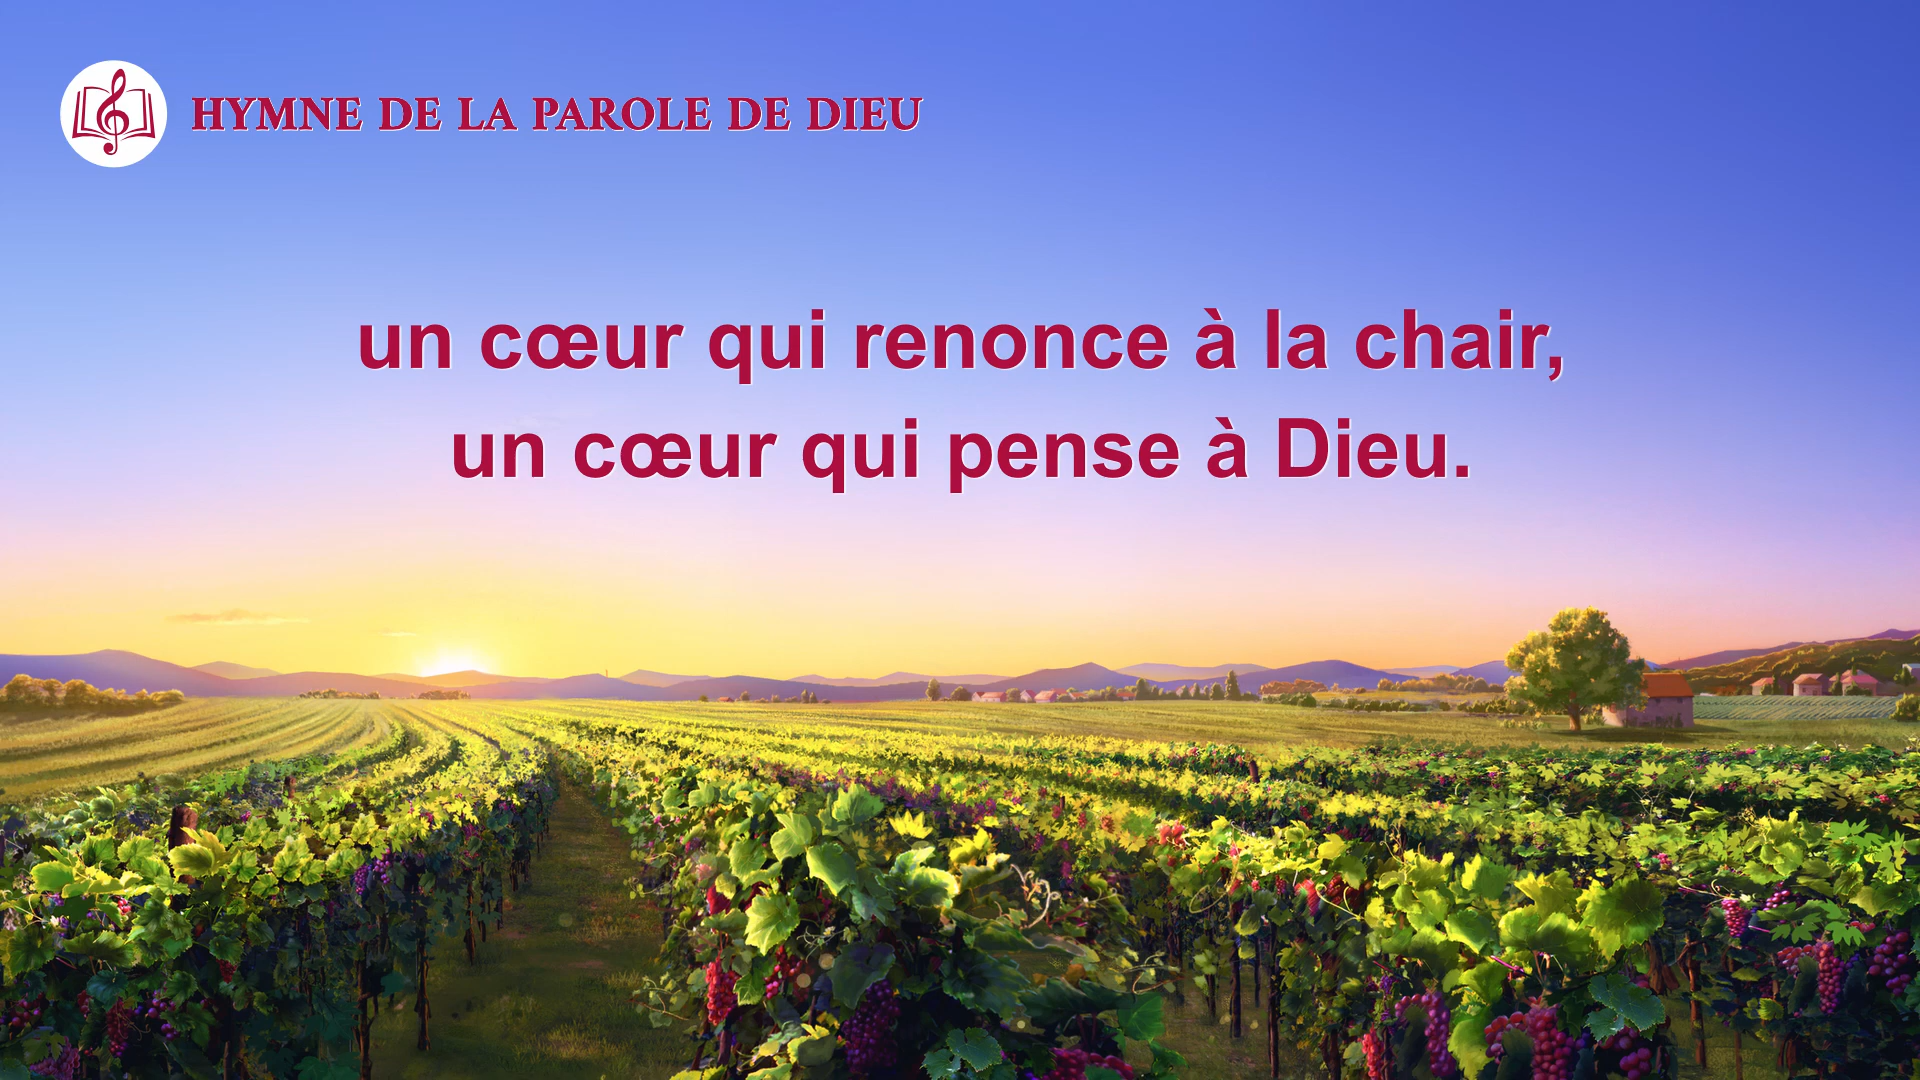 HYMNE DE LA PAROLE DE DIEU
un cœur qui renonce à la chair,
un cœur qui pense à Dieu.